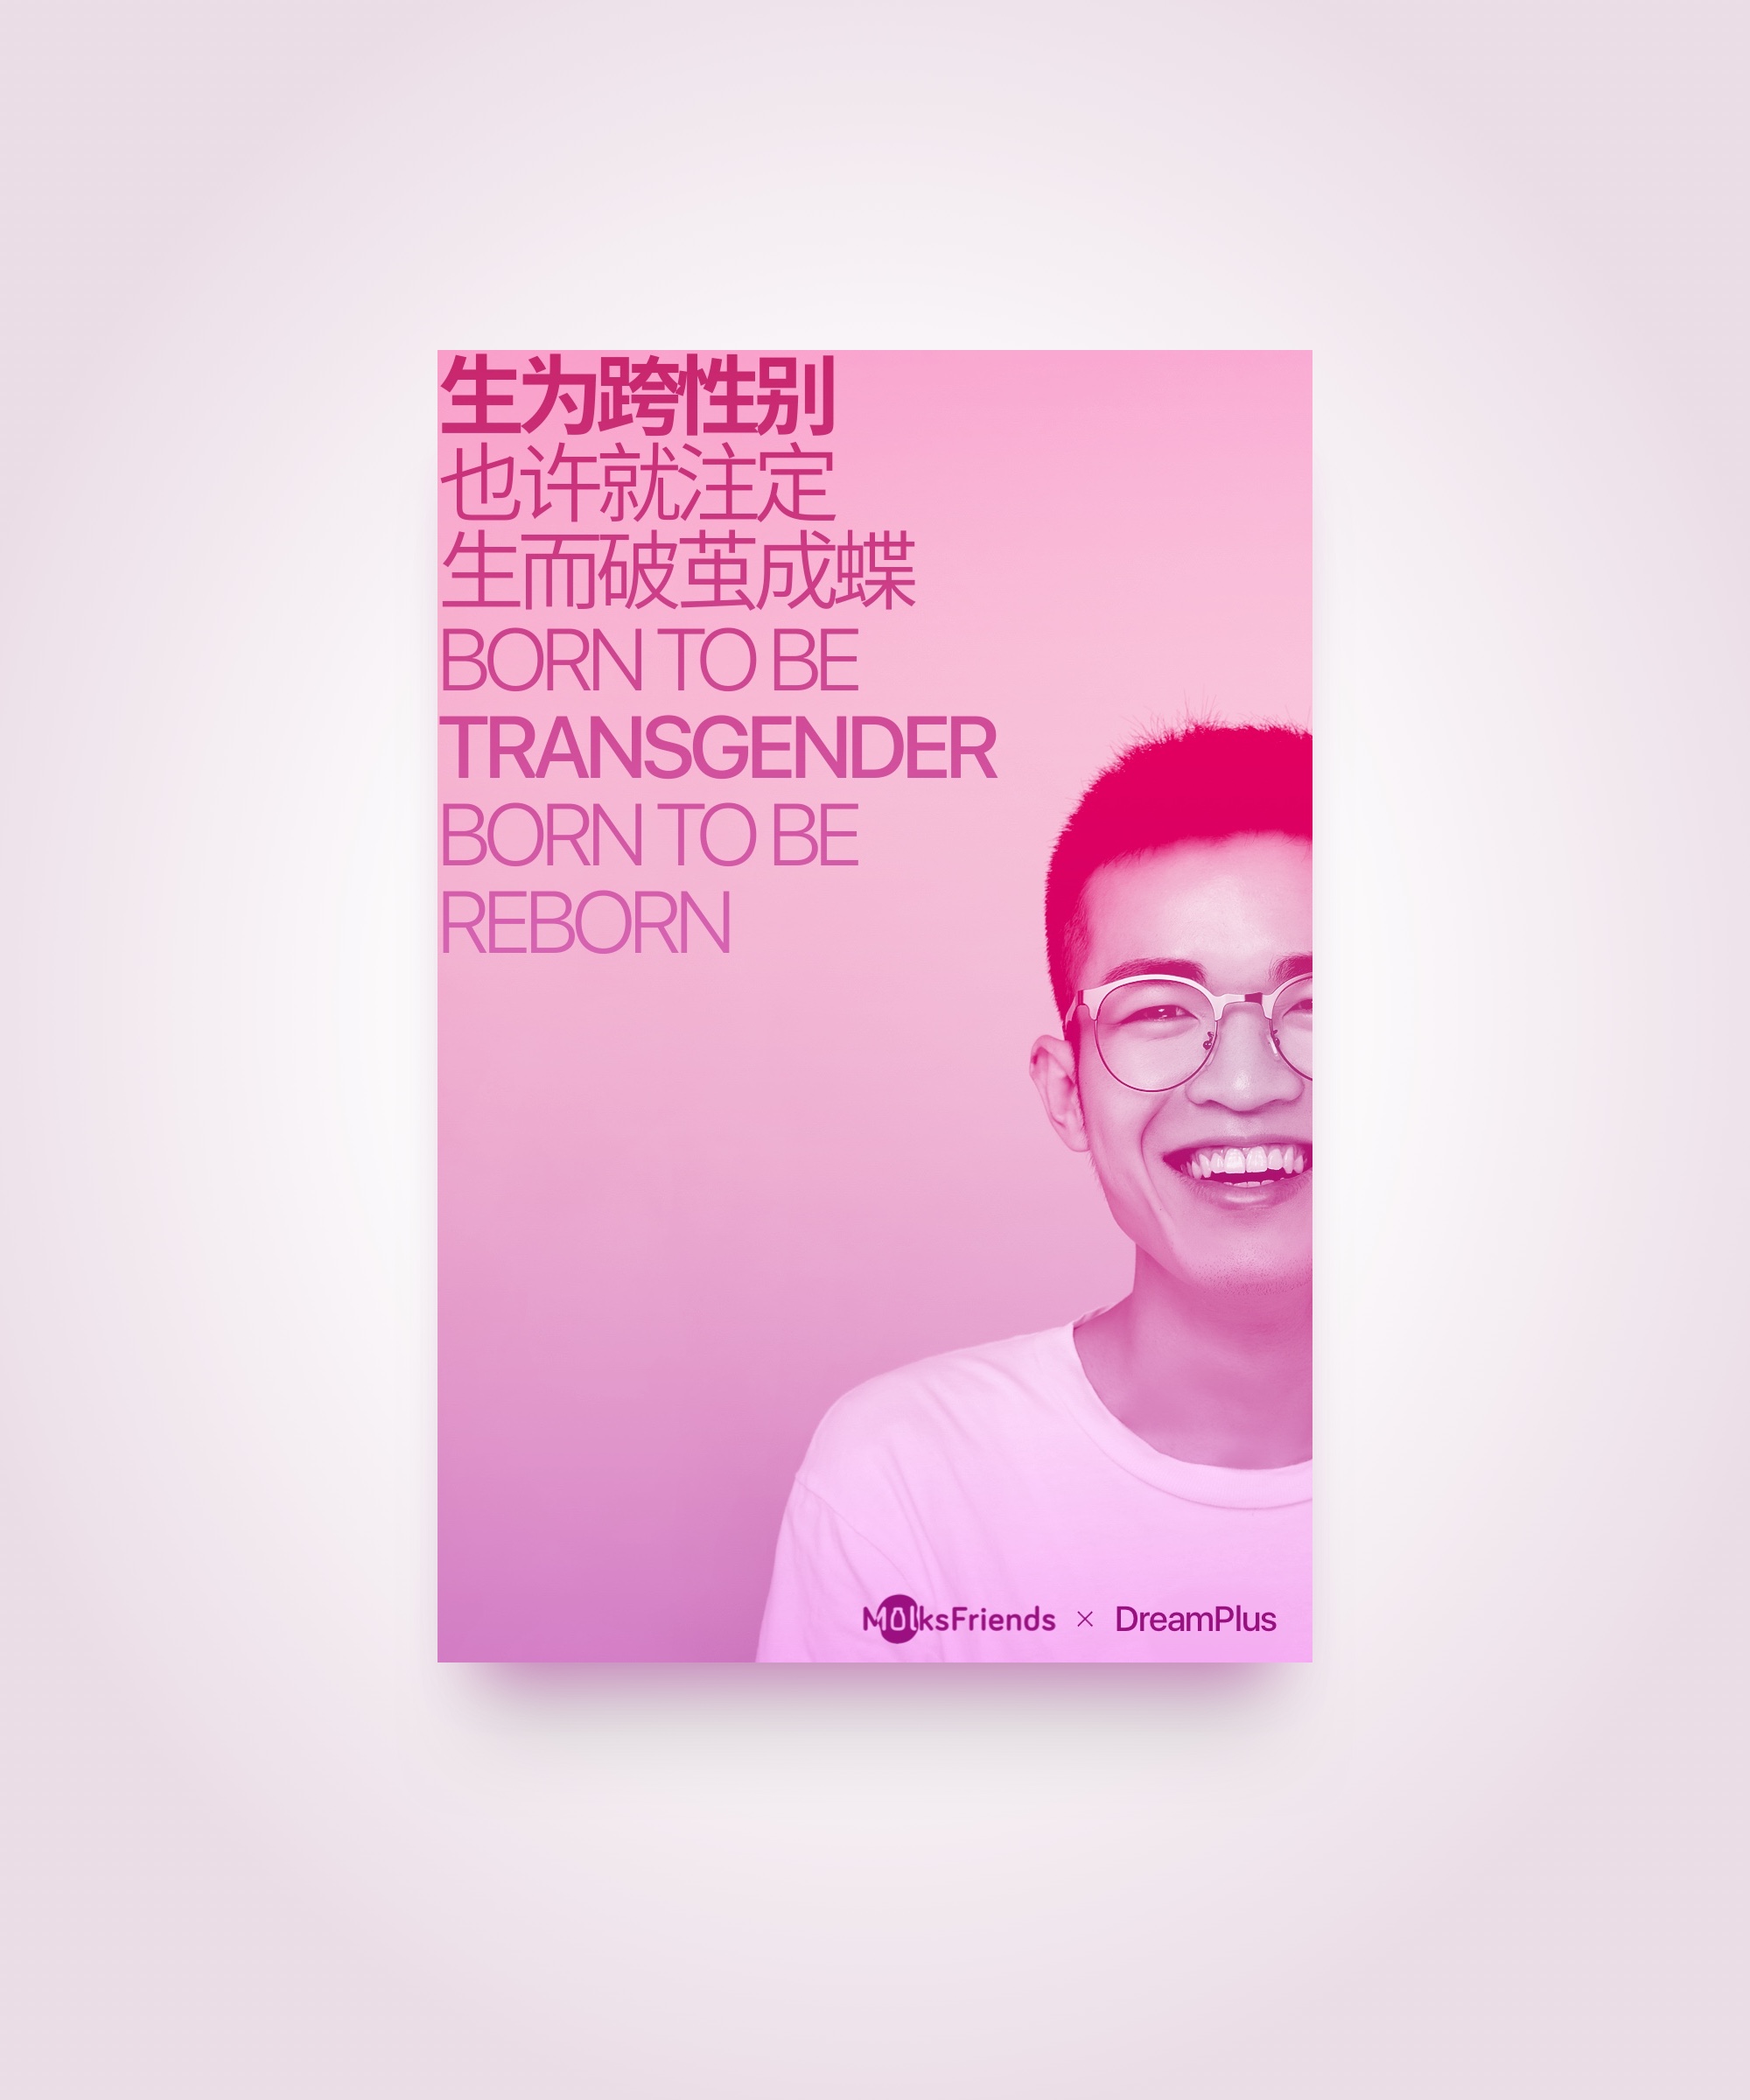 生为跨性别
也许就注定
生而破茧成蝶
BORN TO BE
TRANSGENDER
BORN TO BE
REBORN
MolksFriends × DreamPlus